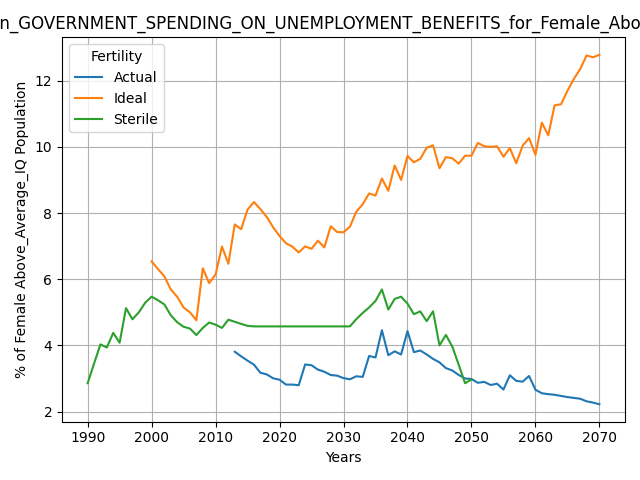 n_GOVERNMENT_SPENDING_ON_UNEMPLOYMENT_BENEFITS_for_Female_Abo
Fertility
Actual
Ideal
Sterile
% of Female Above_Average_IQ Population
12
10
8
6
4
2
1990 2000 2010 2020 2030 2040 2050 2060 2070
Years